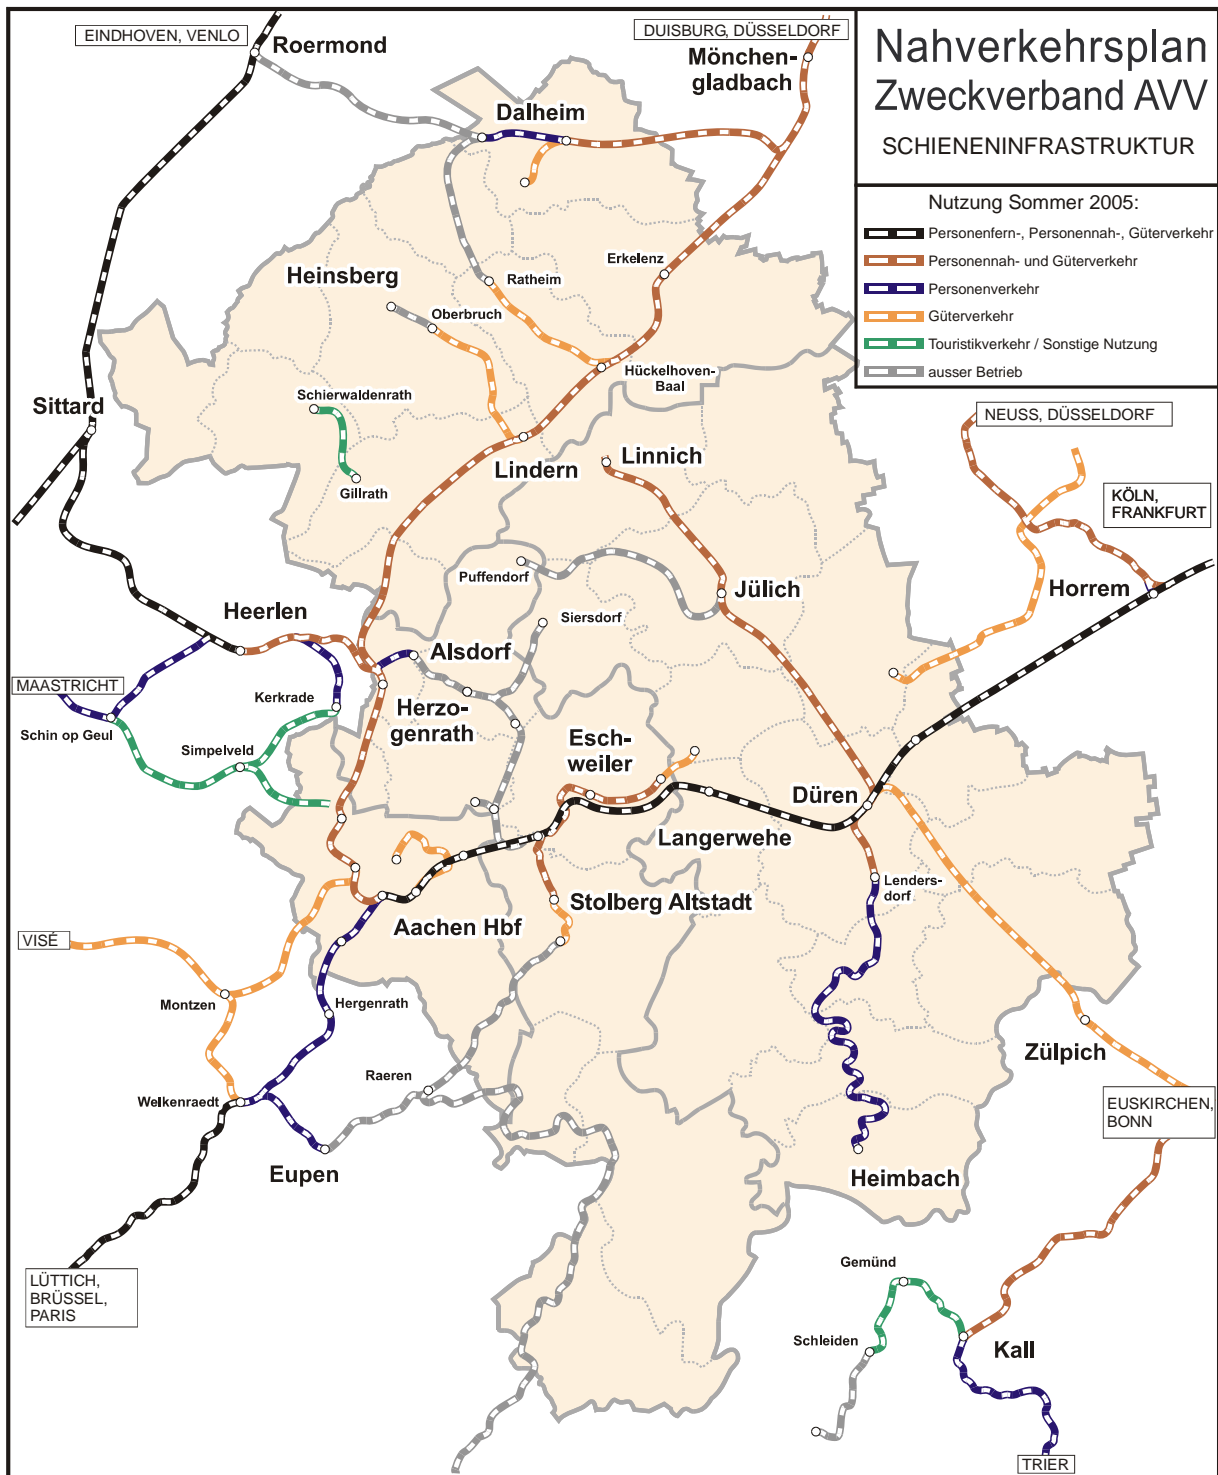 Nahverkehrsplan
Zweckverband AVV
SCHIENENINFRASTRUKTUR
Nutzung Sommer 2005:
Personenfern-, Personennah-, Güterverkehr
Personennah- und Güterverkehr
Personenverkehr
Güterverkehr
Touristikverkehr / Sonstige Nutzung
ausser Betrieb
EINDHOVEN, VENLO
Roermond
DUISBURG, DÜSSELDORF
Mönchen-
gladbach
Dalheim
Erkelenz
Heinsberg
Ratheim
Oberbruch
Hückelhoven-
Baal
Schierwaldenrath
Sittard
NEUSS, DÜSSELDORF
Linnich
Lindern
Gillrath
KÖLN,
FRANKFURT
Puffendorf
Jülich
Horrem
Heerlen
Siersdorf
Alsdorf
MAASTRICHT
Kerkrade
Herzo-
genrath
Schin op Geul
Simpelveld
Esch-
weiler
Düren
Langerwehe
Lenders-
dorf
Stolberg Altstadt
Aachen Hbf
VISÉ
Montzen
Hergenrath
Zülpich
Raeren
Welkenraedt
EUSKIRCHEN,
BONN
Eupen
Heimbach
LÜTTICH,
BRÜSSEL,
PARIS
Gemünd
Schleiden
Kall
TRIER